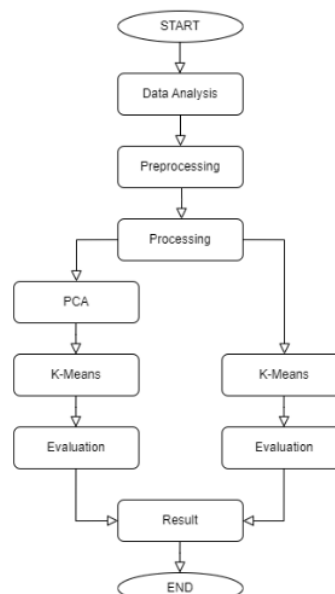 START
Data Analysis
Preprocessing
Processing
PCA
K-Means
K-Means
Evaluation
Evaluation
Result
END